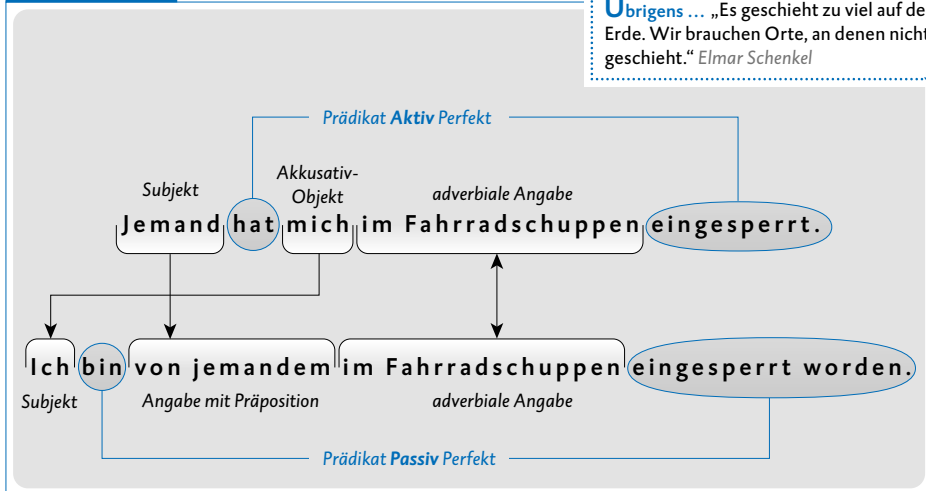 Übrigens ... „Es geschieht zu viel auf de
Erde. Wir brauchen Orte, an denen nicht
geschieht.“ Elmar Schenkel
Prädikat Aktiv Perfekt
Subjekt
Akkusativ-
Objekt
adverbiale Angabe
Jemand hat mich im Fahrradschuppen eingesperrt.
Ich bin von jemandem im Fahrradschuppen eingesperrt worden.
Subjekt Angabe mit Präposition adverbiale Angabe
Prädikat Passiv Perfekt